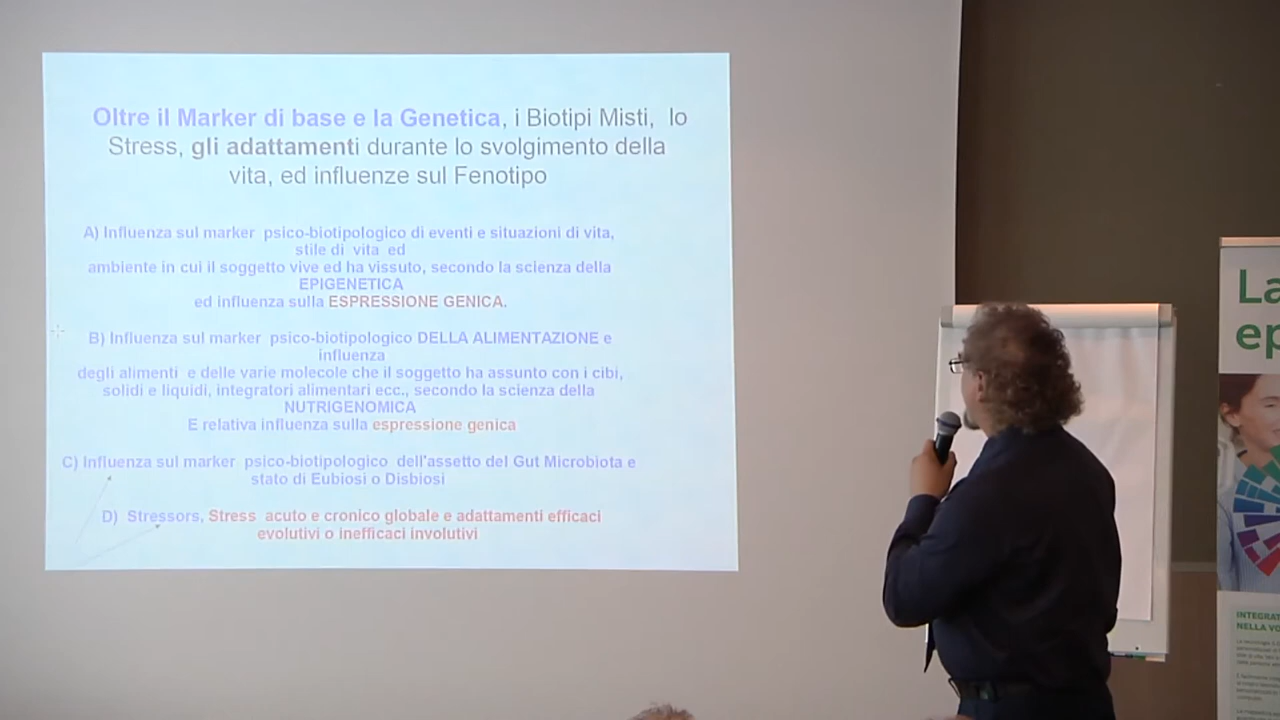 Oltre il Marker di base e la Genetica, i Biotipi Misti, lo
Stress, gli adattamenti durante lo svolgimento della
vita, ed influenze sul Fenotipo
A) Influenza sul marker psico-biotipologico di eventi e situazioni di vita,
stile di vita ed
ambiente in cui il soggetto vive ed ha vissuto, secondo la scienza della
EPIGENETICA
ed influenza sulla ESPRESSIONE GENICA.
B) Influenza sul marker psico-biotipologico DELLA ALIMENTAZIONE e
influenza
degli alimenti e delle varie molecole che il soggetto ha assunto con i cibi,
solidi e liquidi, integratori alimentari ecc., secondo la scienza della
NUTRIGENOMICA
E relativa influenza sulla espressione genica
C) Influenza sul marker psico-biotipologico dell'assetto del Gut Microbiota e
stato di Eubiosi o Disbiosi
D) Stressors, Stress acuto e cronico globale e adattamenti efficaci
evolutivi o inefficaci involutivi
La
ep
INTEGRAT
NELLA VO